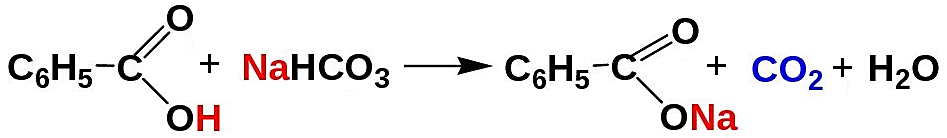 O O
C₆H₅–C + NaHCO₃ → C₆H₅–C + CO₂ + H₂O
OH ONa